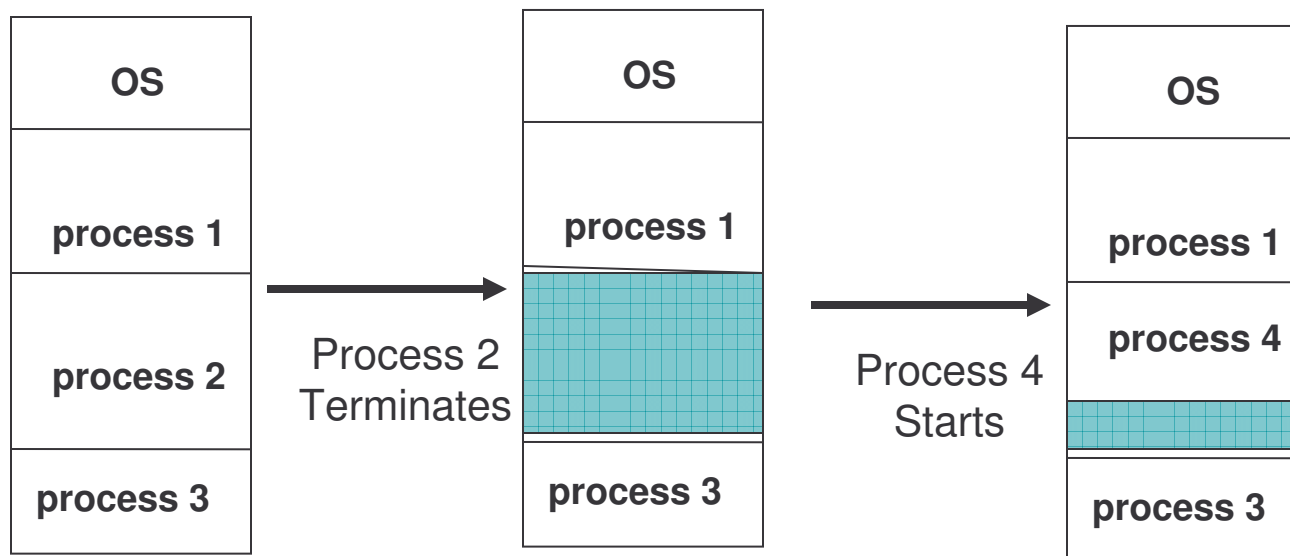 OS
process 1
process 2
process 3
Process 2
Terminates
OS
process 1
process 3
Process 4
Starts
OS
process 1
process 4
process 3